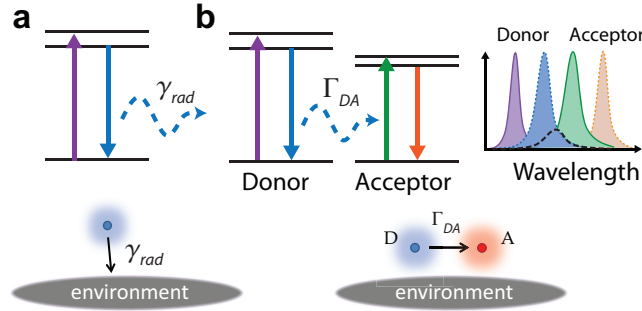 a
γrad
b
ΓDA
Donor
Acceptor
Donor Acceptor
Wavelength
γrad
environment
D
ΓDA
A
environment